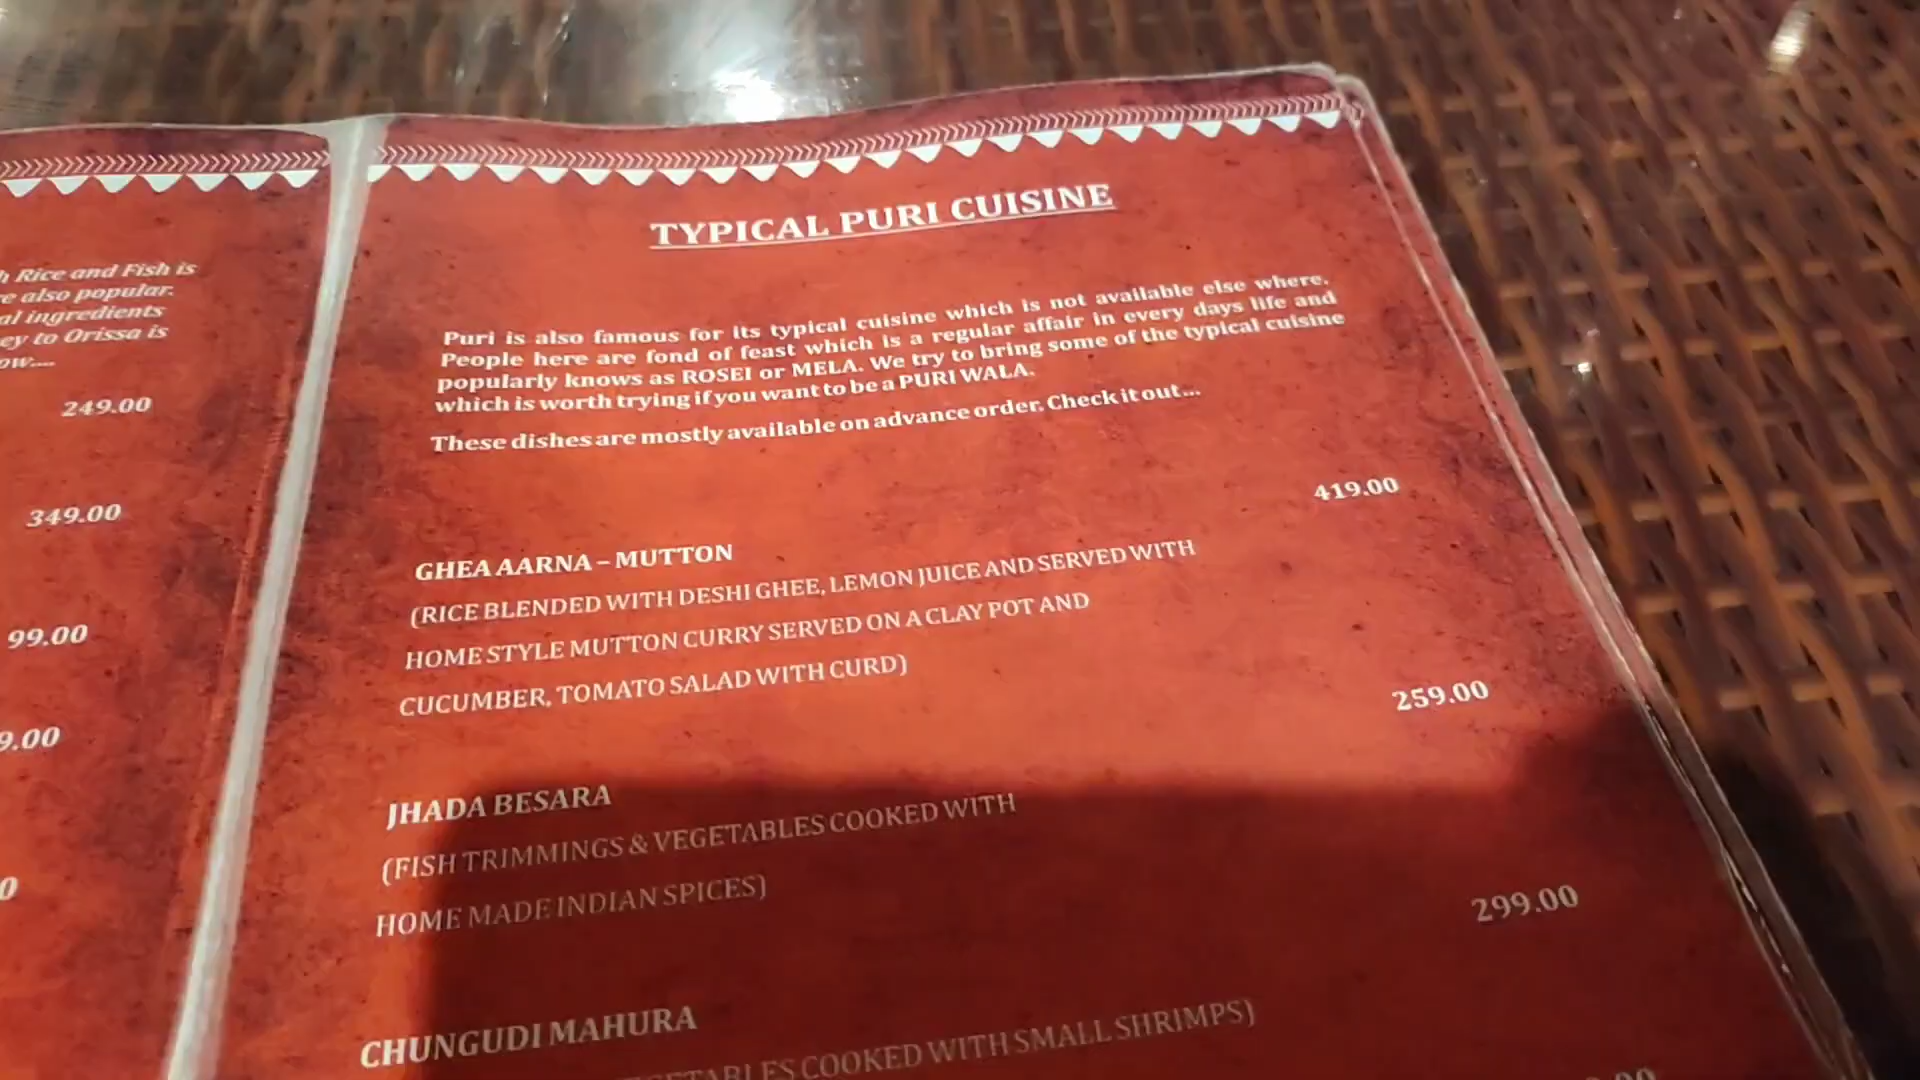 Rice and Fish is
also popular.
ingredients
to Orissa is
249.00
349.00
99.00
TYPICAL PURI CUISINE
Puri is also famous for its typical cuisine which is not available else where.
People here are fond of feast which is a regular affair in every days life and
popularly knows as ROSEI or MELA. We try to bring some of the typical cuisine
which is worth trying if you want to be a PURI WALA.
These dishes are mostly available on advance order. Check it out...
419.00
GHEA AARNA – MUTTON
(RICE BLENDED WITH DESHI GHEE, LEMON JUICE AND SERVED WITH
HOME STYLE MUTTON CURRY SERVED ON A CLAY POT AND
CUCUMBER, TOMATO SALAD WITH CURD)
259.00
JHADA BESARA
(FISH TRIMMINGS & VEGETABLES COOKED WITH
HOME MADE INDIAN SPICES)
299.00
CHUNGUDI MAHURA
COOKED WITH SMALL SHRIMPS)